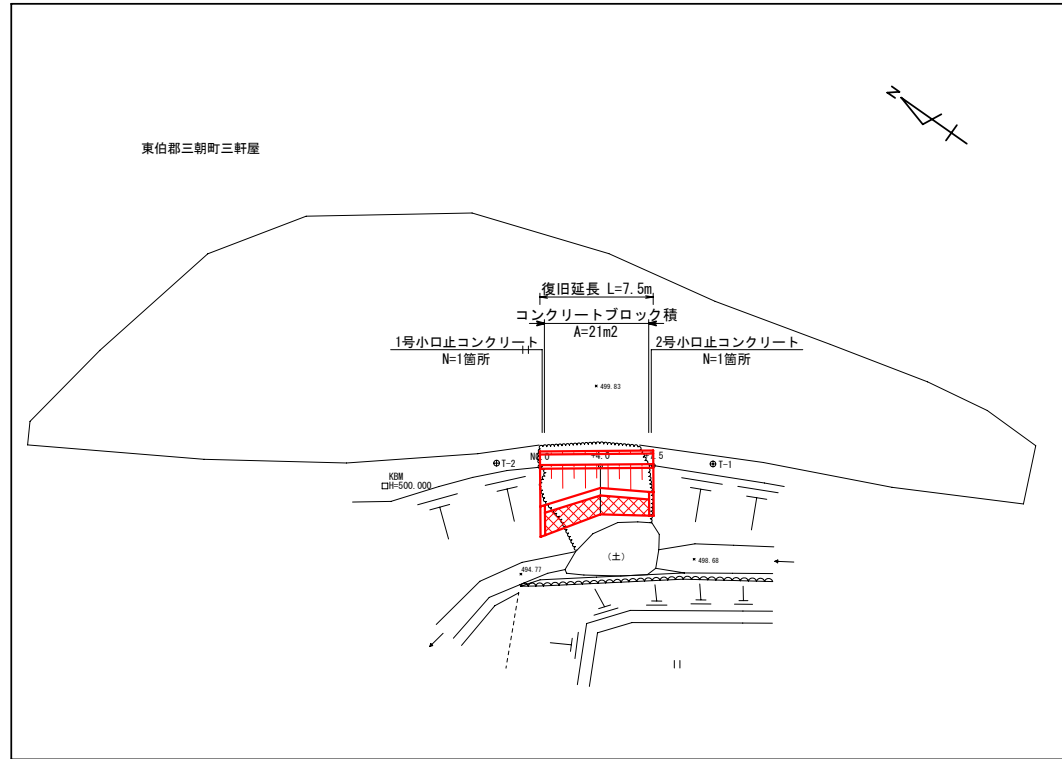 N
東伯郡三朝町三軒屋
復旧延長 L=7.5m
コンクリートブロック積
A=21m2
1号小口止コンクリート
N=1箇所
2号小口止コンクリート
N=1箇所
499.83
+4.0
T-2
T-1
KBM
H=500.000
(土)
494.77
498.68